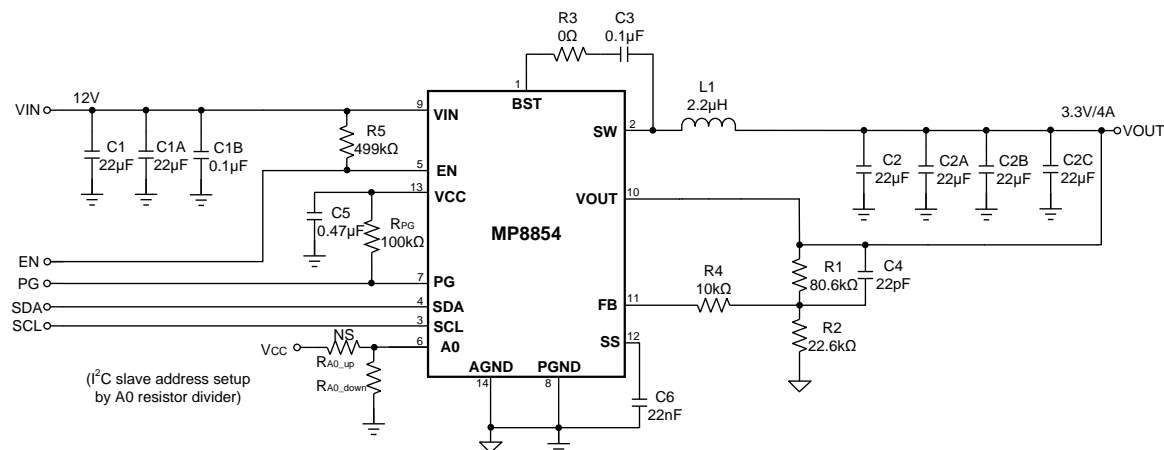 R3
0Ω
C3
0.1µF
1
BST
VIN
12V
9
VIN
C1
22µF
C1A
22µF
C1B
0.1µF
R5
499kΩ
5
EN
13
VCC
C5
0.47µF
RPG
100kΩ
MP8854
SW
2
L1
2.2µH
3.3V/4A
VOUT
C2
22µF
C2A
22µF
C2B
22µF
C2C
22µF
VOUT
10
R1
80.6kΩ
C4
22pF
EN
PG
7
PG
SDA
4
SDA
SCL
3
SCL
FB
11
R4
10kΩ
R2
22.6kΩ
SS
12
VCC
NS
RA0_up
6
A0
RA0_down
(I²C slave address setup
by A0 resistor divider)
AGND
14
PGND
8
C6
22nF